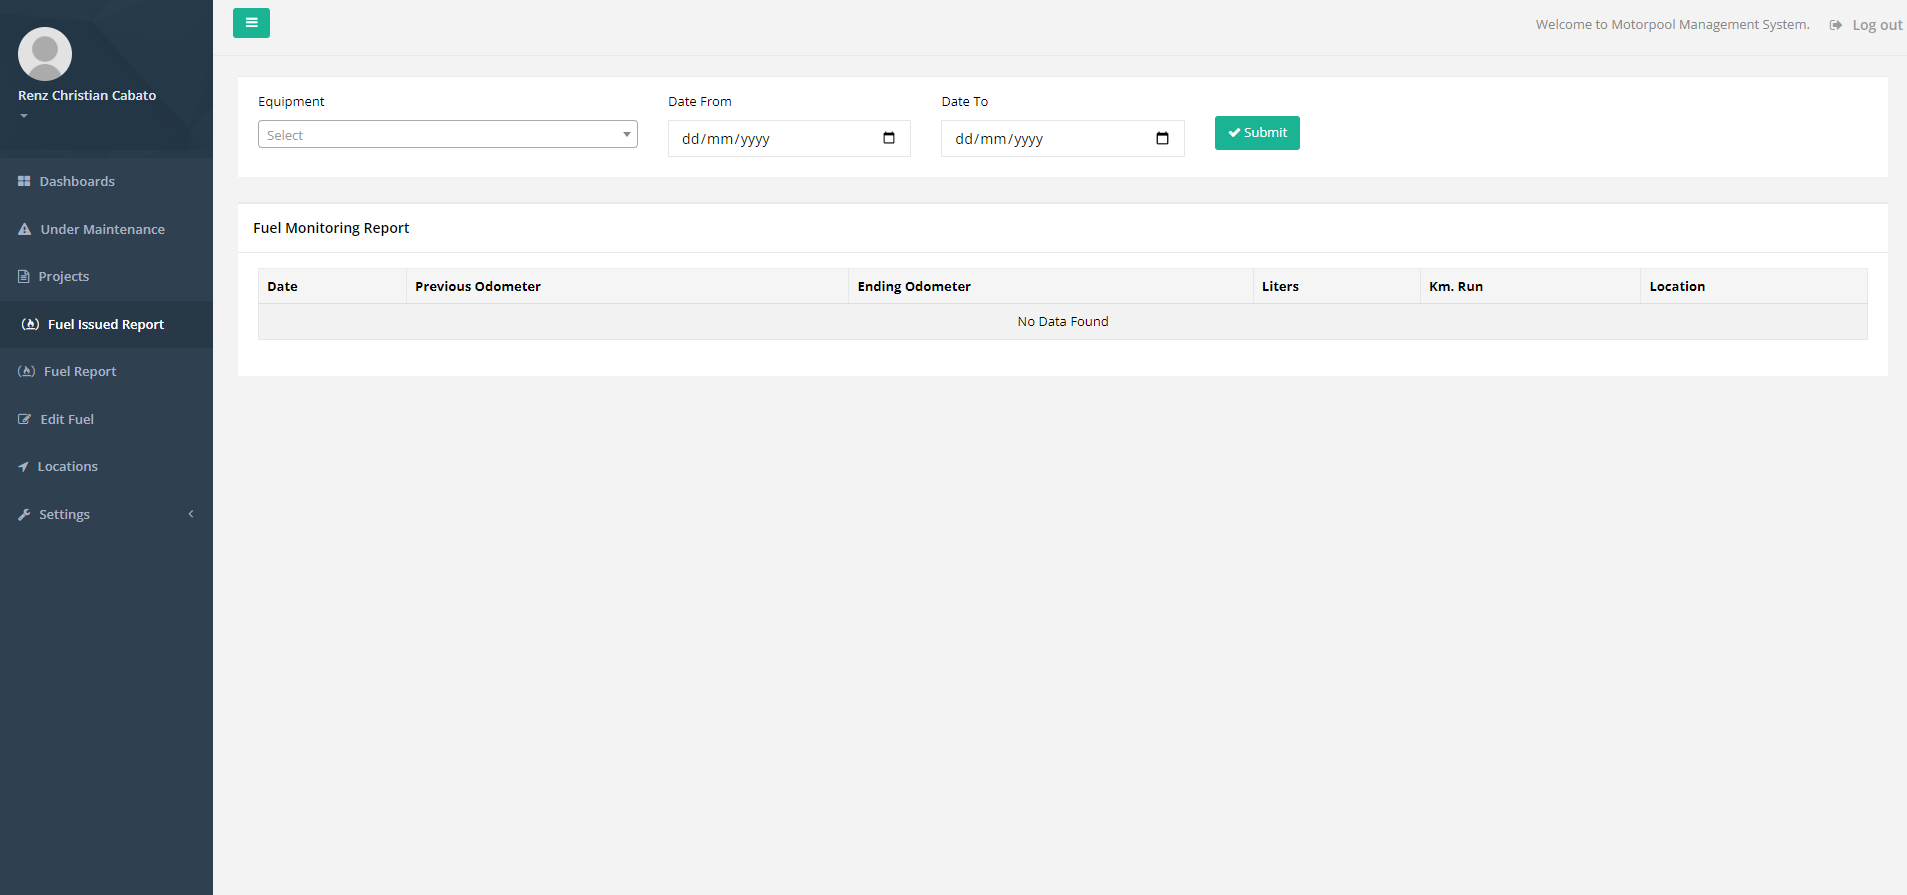 Renz Christian Cabato
Dashboards
Under Maintenance
Projects
Fuel Issued Report
Fuel Report
Edit Fuel
Locations
Settings
Welcome to Motorpool Management System.
Log out
Equipment
Select
Date From
dd/mm/yyyy
Date To
dd/mm/yyyy
Submit
Fuel Monitoring Report
Date Previous Odometer Ending Odometer Liters Km. Run Location
No Data Found